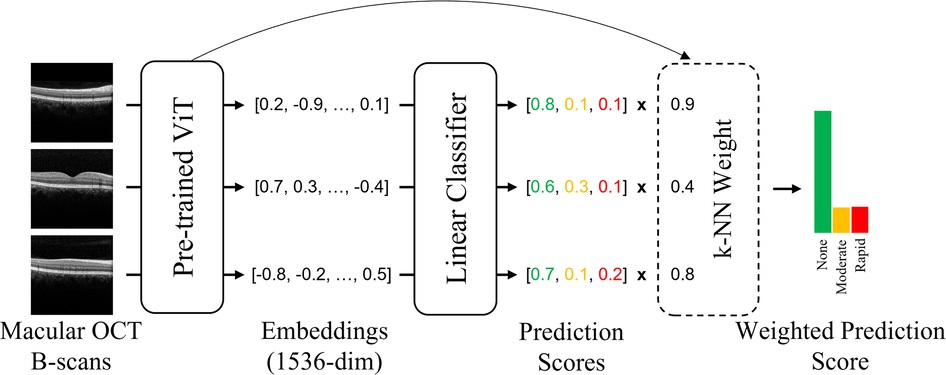 Pre-trained ViT
[0.2, -0.9, …, 0.1]
[0.7, 0.3, …, -0.4]
[-0.8, -0.2, …, 0.5]
Linear Classifier
[0.8, 0.1, 0.1] x 0.9
[0.6, 0.3, 0.1] x 0.4
[0.7, 0.1, 0.2] x 0.8
k-NN Weight
None
Moderate
Rapid
Macular OCT
B-scans
Embeddings
(1536-dim)
Prediction
Scores
Weighted Prediction
Score